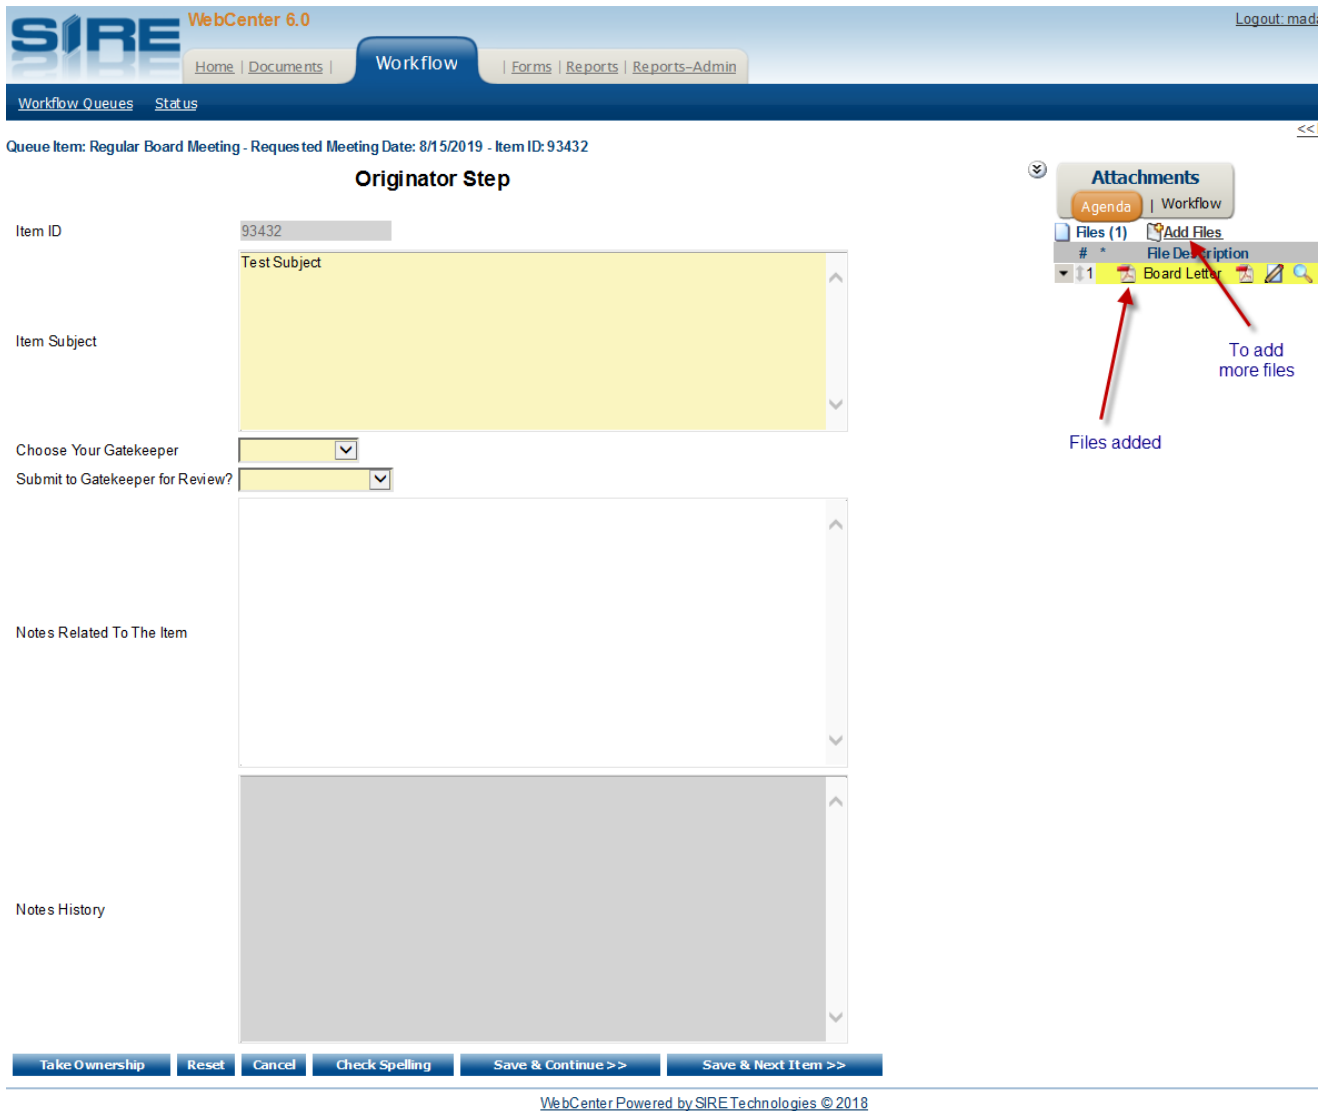 SIRE
WebCenter 6.0
Logout: mada
Home | Documents |
Workflow
| Forms | Reports | Reports-Admin
Workflow Queues Status
<<
Queue Item: Regular Board Meeting - Requested Meeting Date: 8/15/2019 - Item ID: 93432
Originator Step
Attachments
Agenda | Workflow
Files (1) Add Files
# * File Description
1 Board Letter
To add
more files
Files added
Item ID 93432
Item Subject Test Subject
Choose Your Gatekeeper
Submit to Gatekeeper for Review?
Notes Related To The Item
Notes History
Take Ownership Reset Cancel Check Spelling Save & Continue >> Save & Next Item >>
WebCenter Powered by SIRE Technologies © 2018